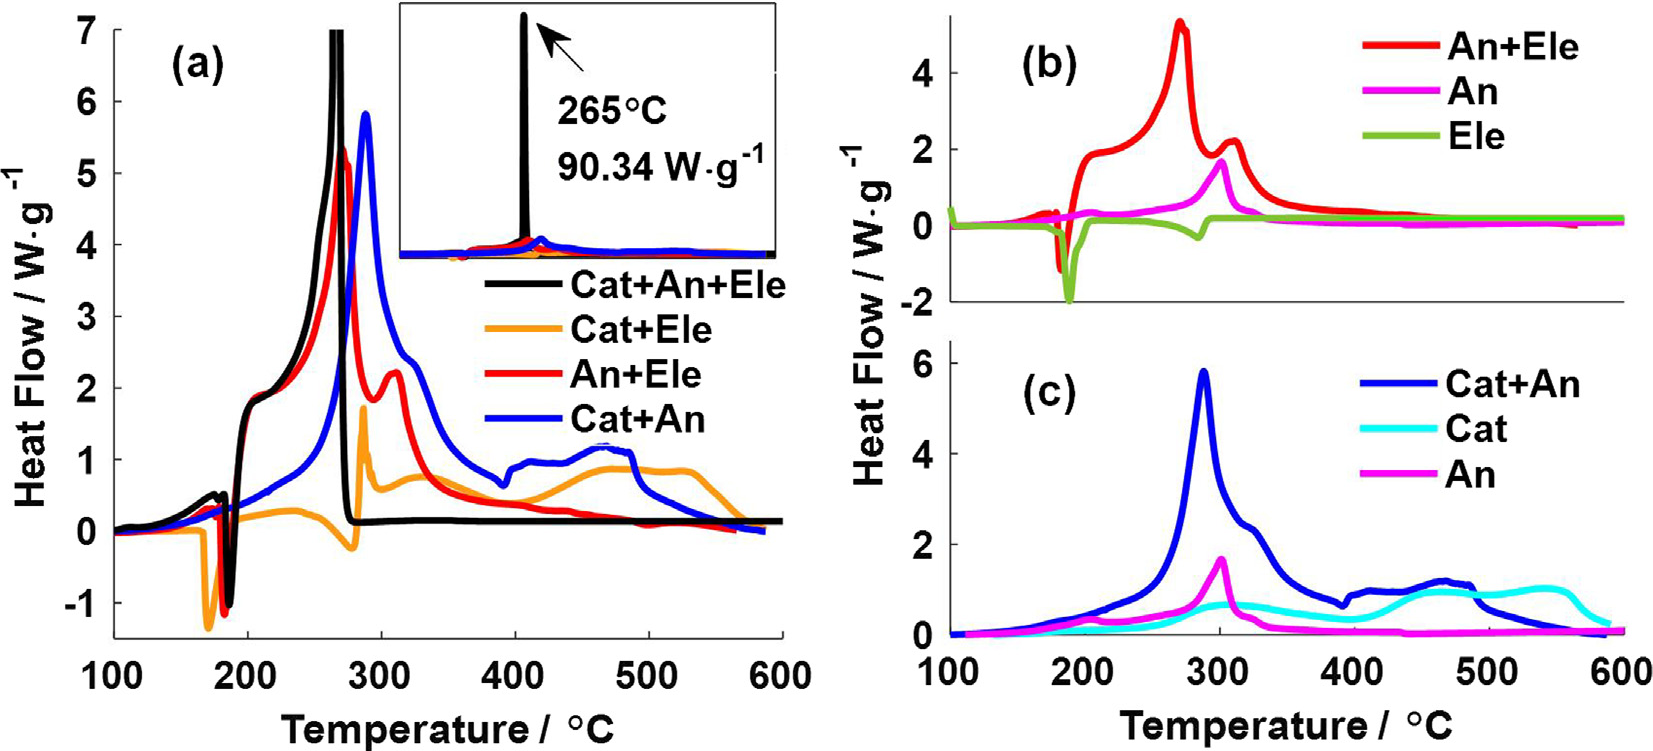 (a)
Heat Flow / W·g⁻¹
7
6
5
4
3
2
1
0
-1
265°C
90.34 W·g⁻¹
Cat+An+Ele
Cat+Ele
An+Ele
Cat+An
100 200 300 400 500 600
Temperature / °C
(b)
Heat Flow / W·g⁻¹
4
2
0
-2
An+Ele
An
Ele
(c)
6
4
2
0
Cat+An
Cat
An
100 200 300 400 500 600
Temperature / °C